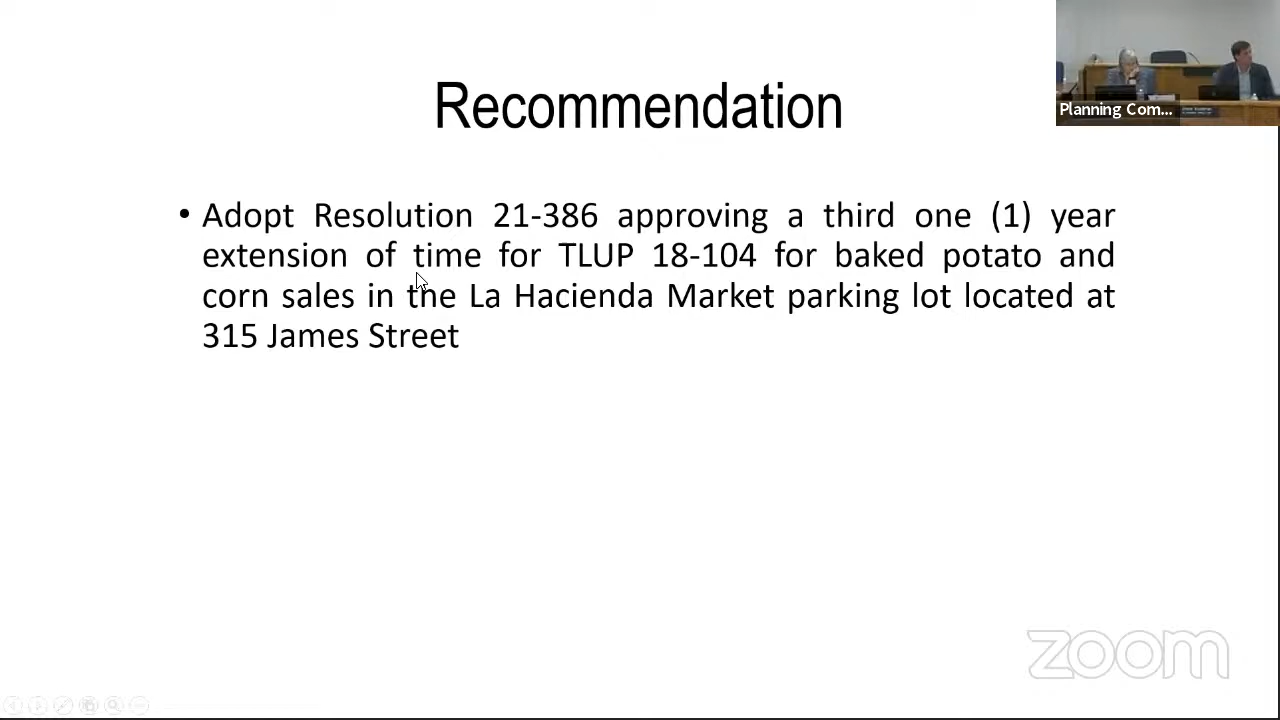 Recommendation
• Adopt Resolution 21-386 approving a third one (1) year
extension of time for TLUP 18-104 for baked potato and
corn sales in the La Hacienda Market parking lot located at
315 James Street
Planning Com...
zoom